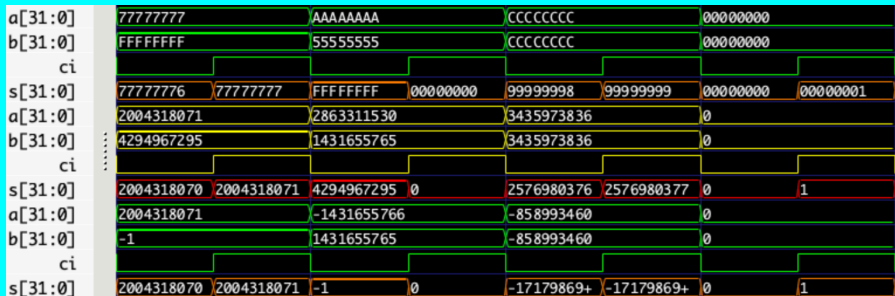 a[31:0] 77777777 AAAAAAAA CCCCCCCC 00000000
b[31:0] FFFFFFFF 55555555 CCCCCCCC 00000000
ci
s[31:0] 77777776 77777777 FFFFFFFF 00000000 99999998 99999999 00000000 00000001
a[31:0] 2004318071 2863311530 3435973836 0
b[31:0] 4294967295 1431655765 3435973836 0
ci
s[31:0] 2004318070 2004318071 4294967295 0 2576980376 2576980377 0 1
a[31:0] 2004318071 -1431655766 -858993460 0
b[31:0] -1 1431655765 -858993460 0
ci
s[31:0] 2004318070 2004318071 -1 0 -17179869+ -17179869+ 0 1